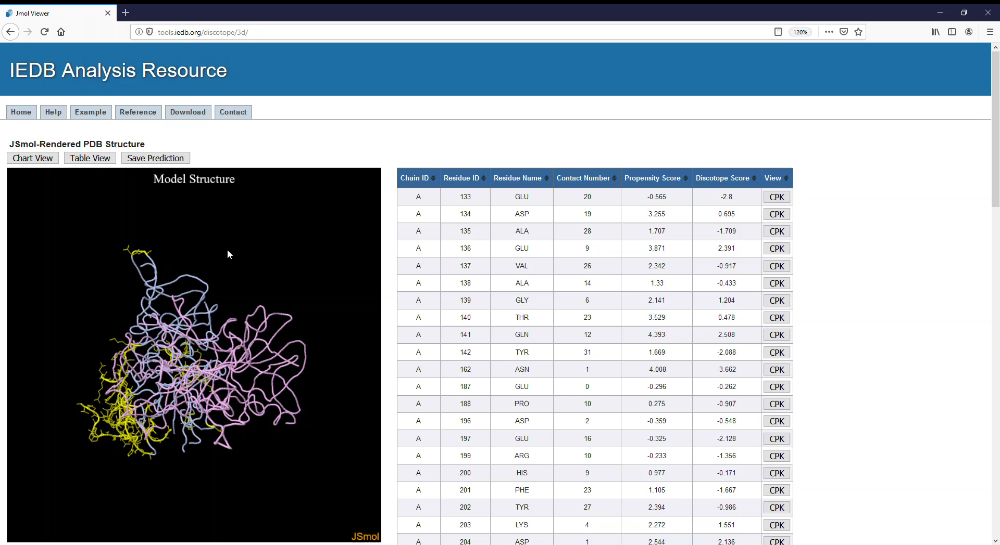 Jmol Viewer
tools.iedb.org/discotope/3d/
120%
IEDB Analysis Resource
Home Help Example Reference Download Contact
JSmol-Rendered PDB Structure
Chart View Table View Save Prediction
Model Structure
JSmol
Chain ID Residue ID Residue Name Contact Number Propensity Score Discotope Score View
A 133 GLU 20 -0.565 -2.8 CPK
A 134 ASP 19 3.255 0.695 CPK
A 135 ALA 28 1.707 -1.709 CPK
A 136 GLU 9 3.871 2.391 CPK
A 137 VAL 26 2.342 -0.917 CPK
A 138 ALA 14 1.33 -0.433 CPK
A 139 GLY 6 2.141 1.204 CPK
A 140 THR 23 3.529 0.478 CPK
A 141 GLN 12 4.393 2.508 CPK
A 142 TYR 31 1.669 -2.088 CPK
A 162 ASN 1 -4.008 -3.662 CPK
A 187 GLU 0 -0.296 -0.262 CPK
A 188 PRO 10 0.275 -0.907 CPK
A 196 ASP 2 -0.359 -0.548 CPK
A 197 GLU 16 -0.325 -2.128 CPK
A 199 ARG 10 -0.233 -1.356 CPK
A 200 HIS 9 0.977 -0.171 CPK
A 201 PHE 23 1.105 -1.667 CPK
A 202 TYR 27 2.394 -0.986 CPK
A 203 LYS 4 2.272 1.551 CPK
A 204 ASP 1 2.544 2.136 CPK